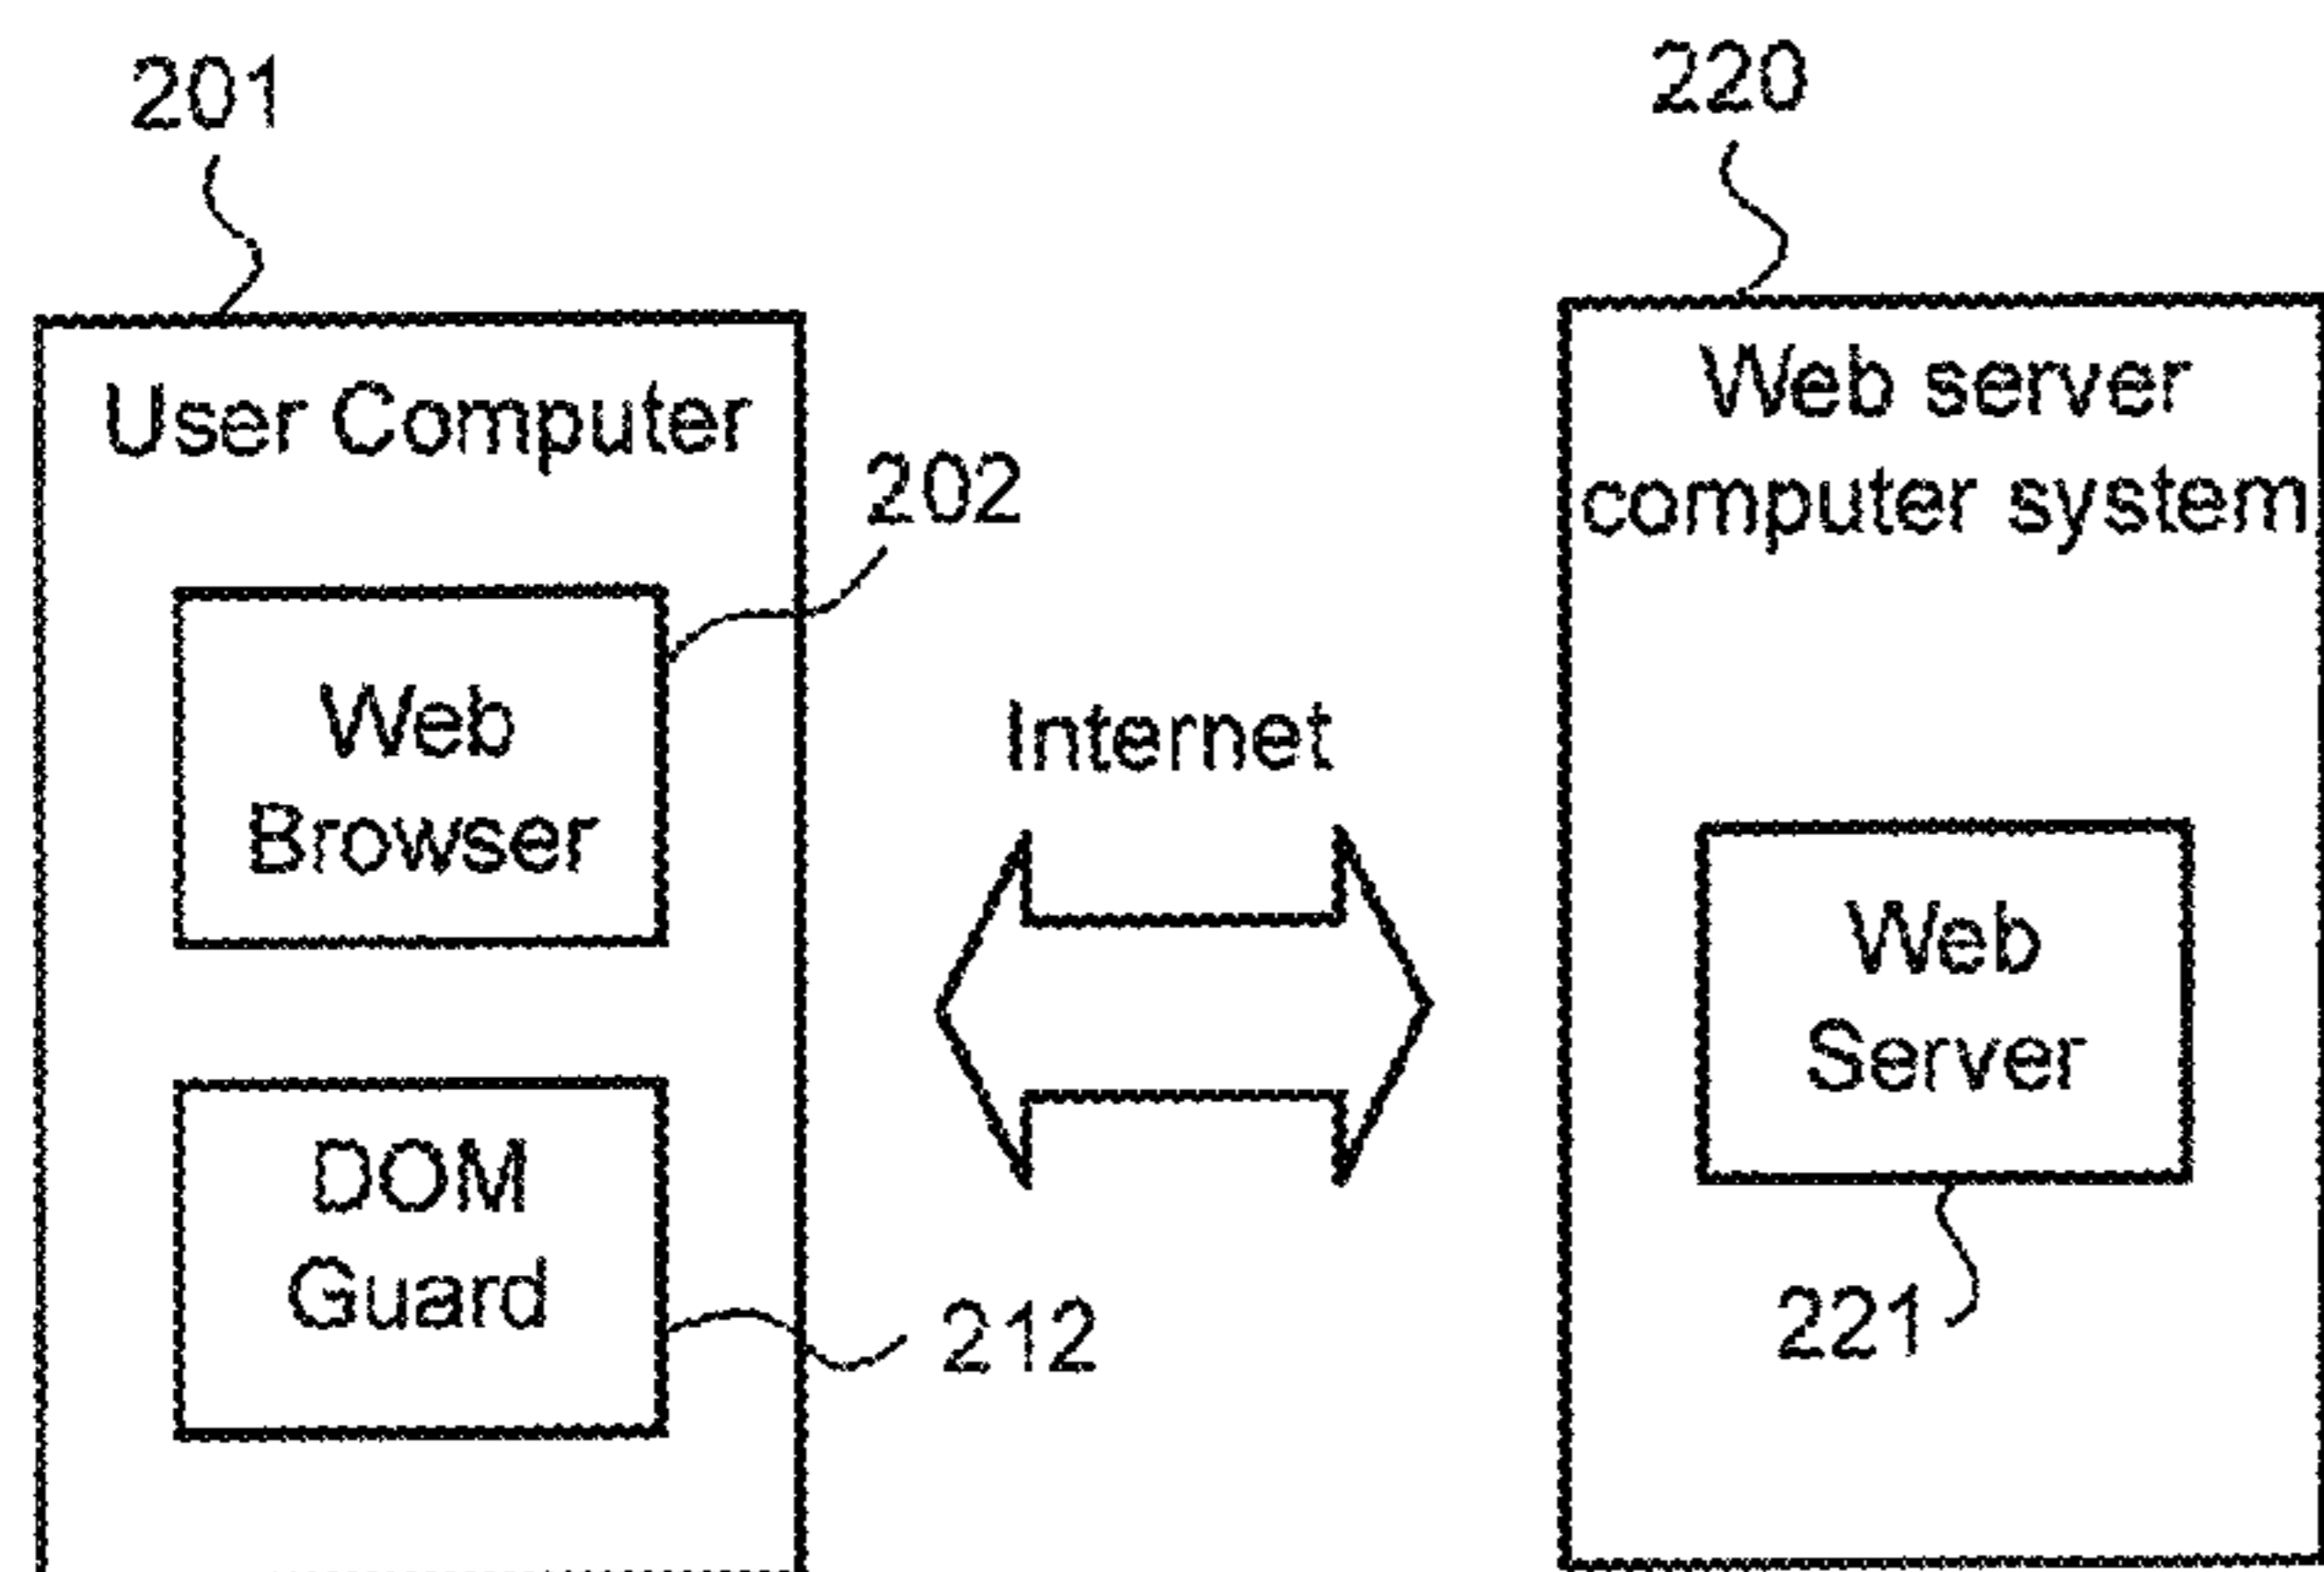 201
User Computer
202
Web
Browser
DOM
Guard
212
Internet
220
Web server
computer system
Web
Server
221